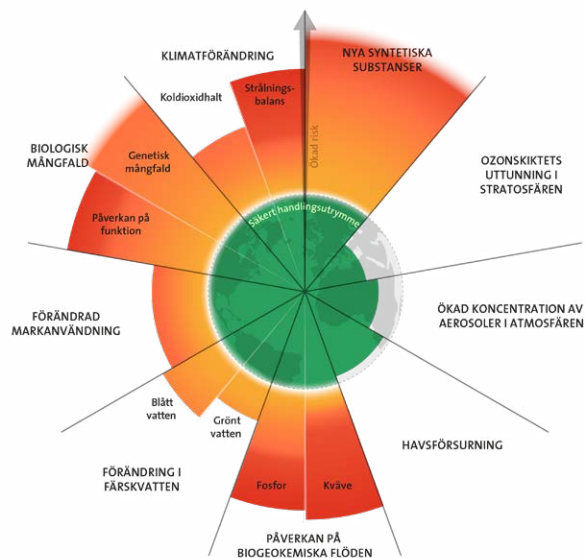 KLIMATFÖRÄNDRING
Koldioxidhalt
Strålnings-
balans
Ökad risk
NYA SYNTETISKA
SUBSTANSER
BIOLOGISK
MÅNGFALD
Genetisk
mångfald
Påverkan på
funktion
OZONSKIKTETS
UTTUNNING I
STRATOSFÄREN
Säkert handlingsutrymme
FÖRÄNDRAD
MARKANVÄNDNING
ÖKAD KONCENTRATION AV
AEROSOLER I ATMOSFÄREN
Blått
vatten
Grönt
vatten
HAVSFÖRSURNING
FÖRÄNDRING I
FÄRSKVATTEN
Fosfor
Kväve
PÅVERKAN PÅ
BIOGEOKEMISKA FLÖDEN